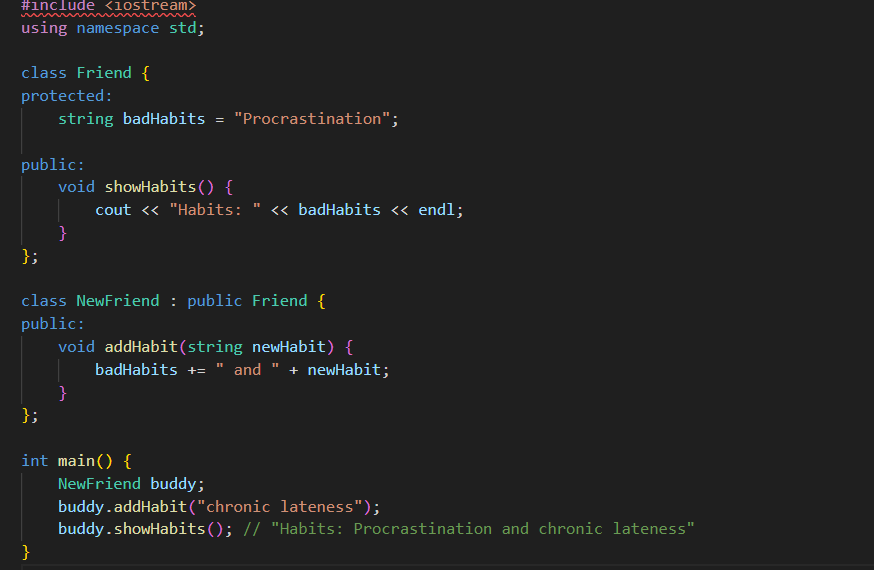 #include <iostream>
using namespace std;
class Friend {
protected:
string badHabits = "Procrastination";
public:
void showHabits() {
cout << "Habits: " << badHabits << endl;
}
};
class NewFriend : public Friend {
public:
void addHabit(string newHabit) {
badHabits += " and " + newHabit;
}
};
int main() {
NewFriend buddy;
buddy.addHabit("chronic lateness");
buddy.showHabits(); // "Habits: Procrastination and chronic lateness"
}